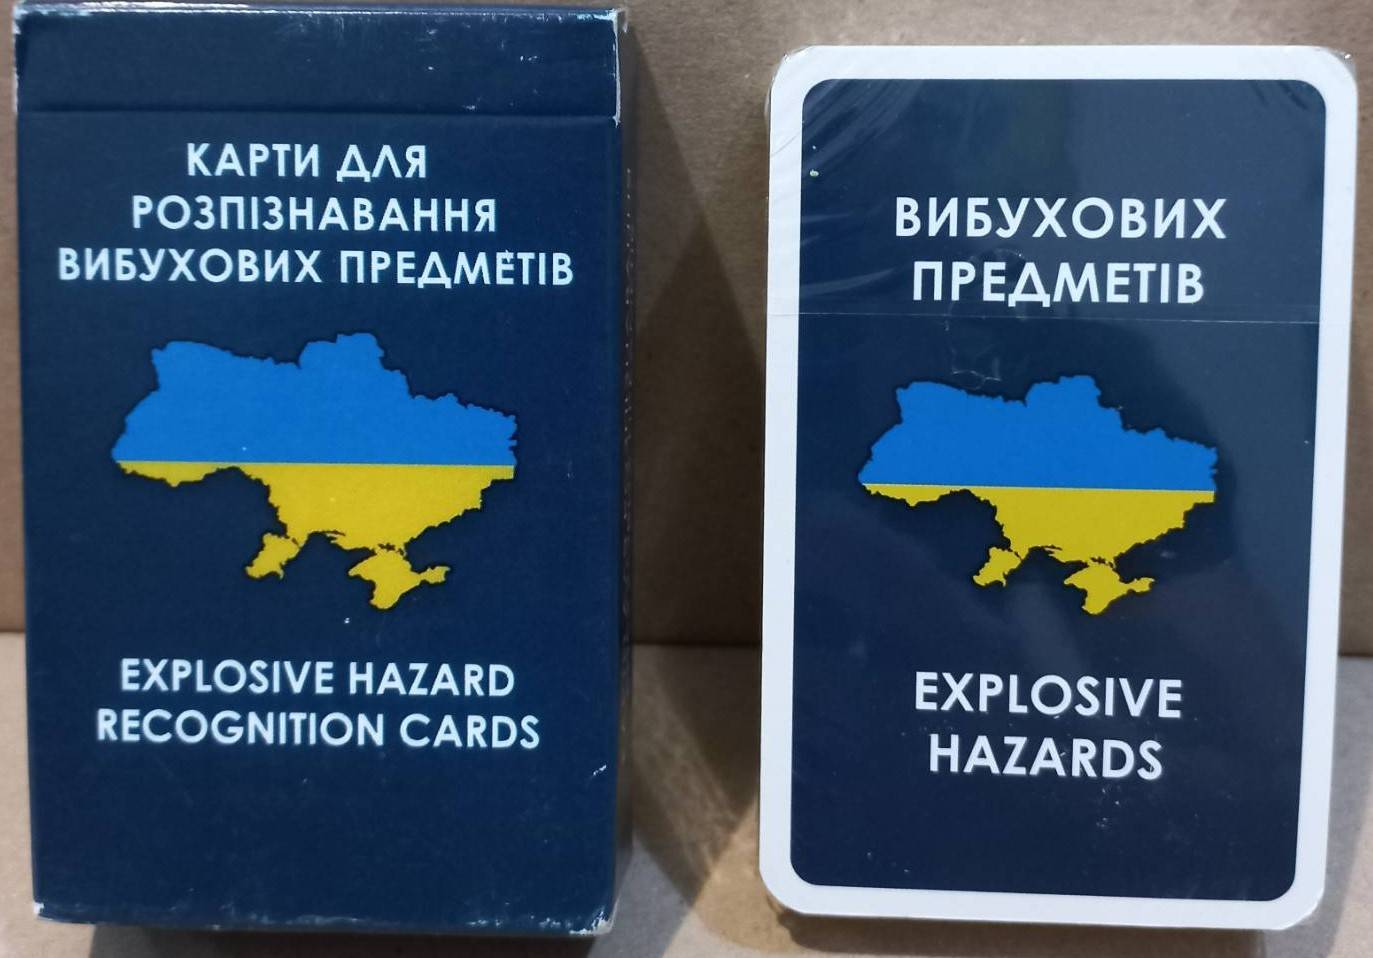 КАРТИ ДЛЯ
РОЗПІЗНАВАННЯ
ВИБУХОВИХ ПРЕДМЕТІВ
EXPLOSIVE HAZARD
RECOGNITION CARDS
ВИБУХОВИХ
ПРЕДМЕТІВ
EXPLOSIVE
HAZARDS